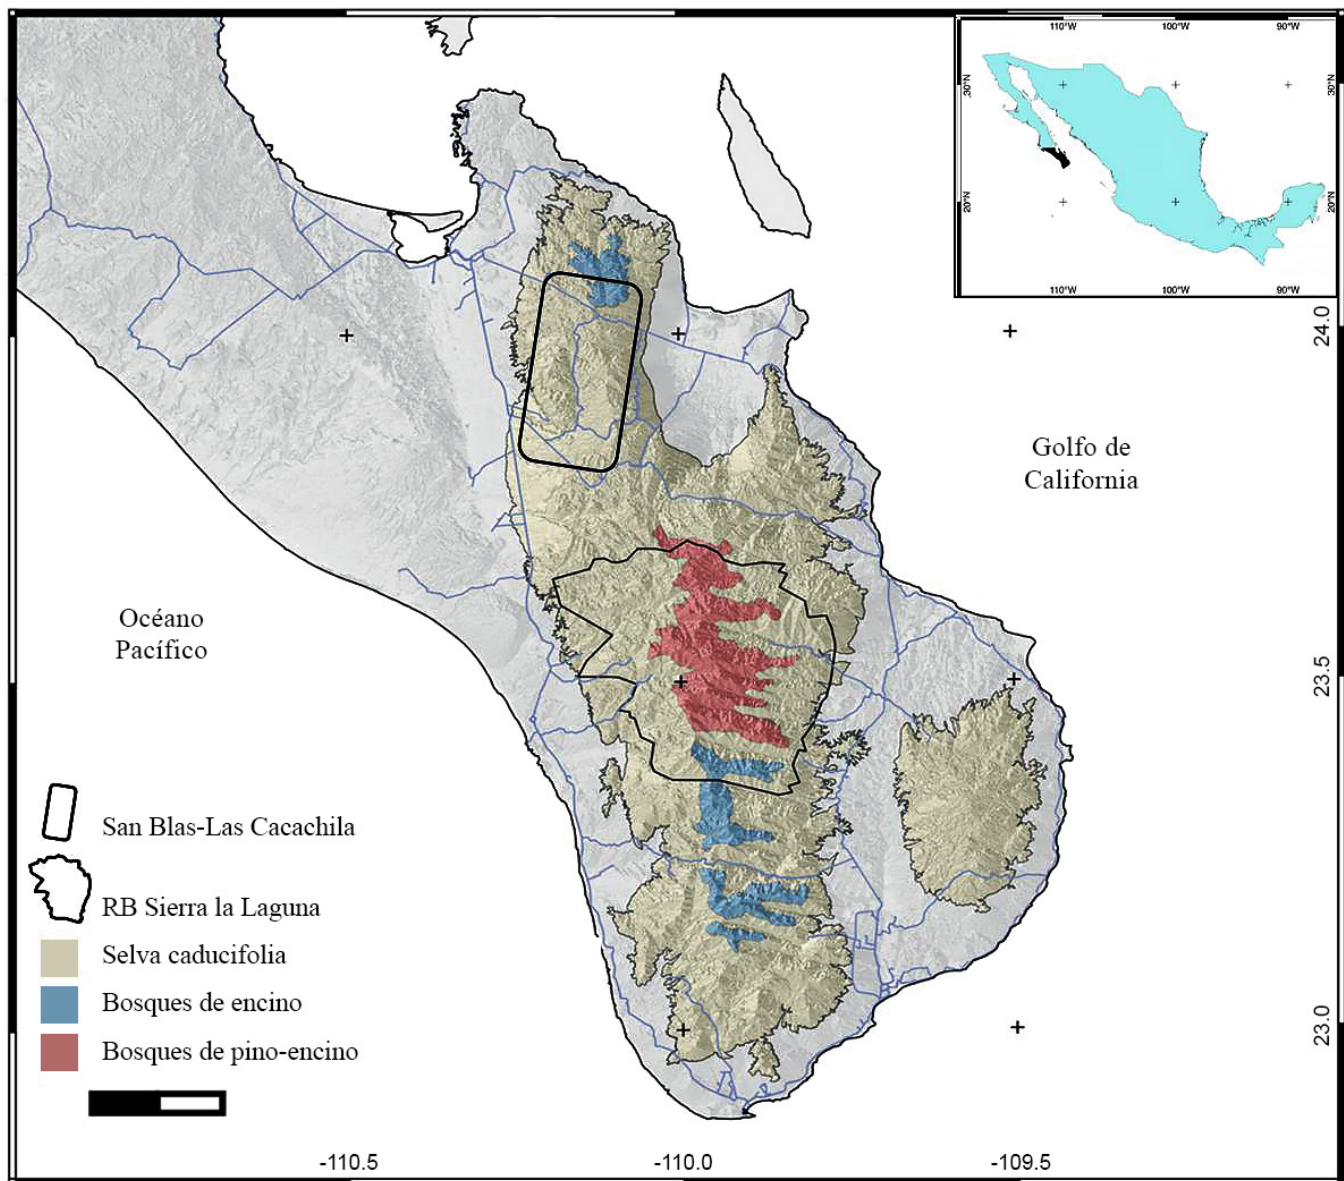 110°W 100°W 90°W
30°N 30°N
20°N 20°N
110°W 100°W 90°W
24.0
Golfo de
California
Océano
Pacífico
23.5
San Blas-Las Cacachila
RB Sierra la Laguna
Selva caducifolia
Bosques de encino
23.0
Bosques de pino-encino
-110.5 -110.0 -109.5